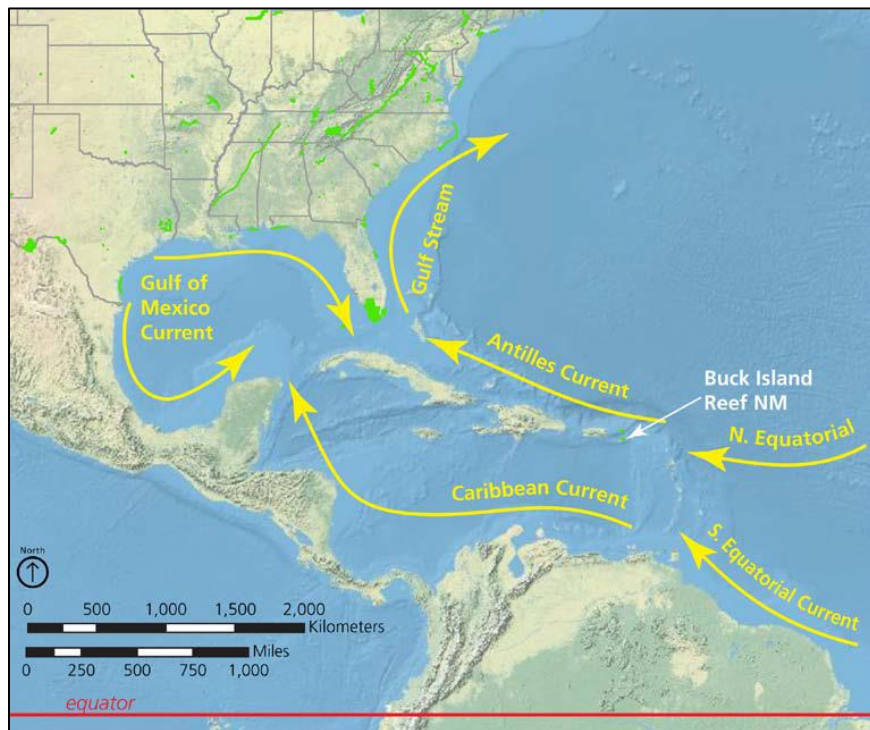 Gulf Stream
Gulf of
Mexico
Current
Antilles Current
Buck Island
Reef NM
N. Equatorial
Caribbean Current
S. Equatorial Current
North
0 500 1,000 1,500 2,000
Kilometers
Miles
0 250 500 750 1,000
equator